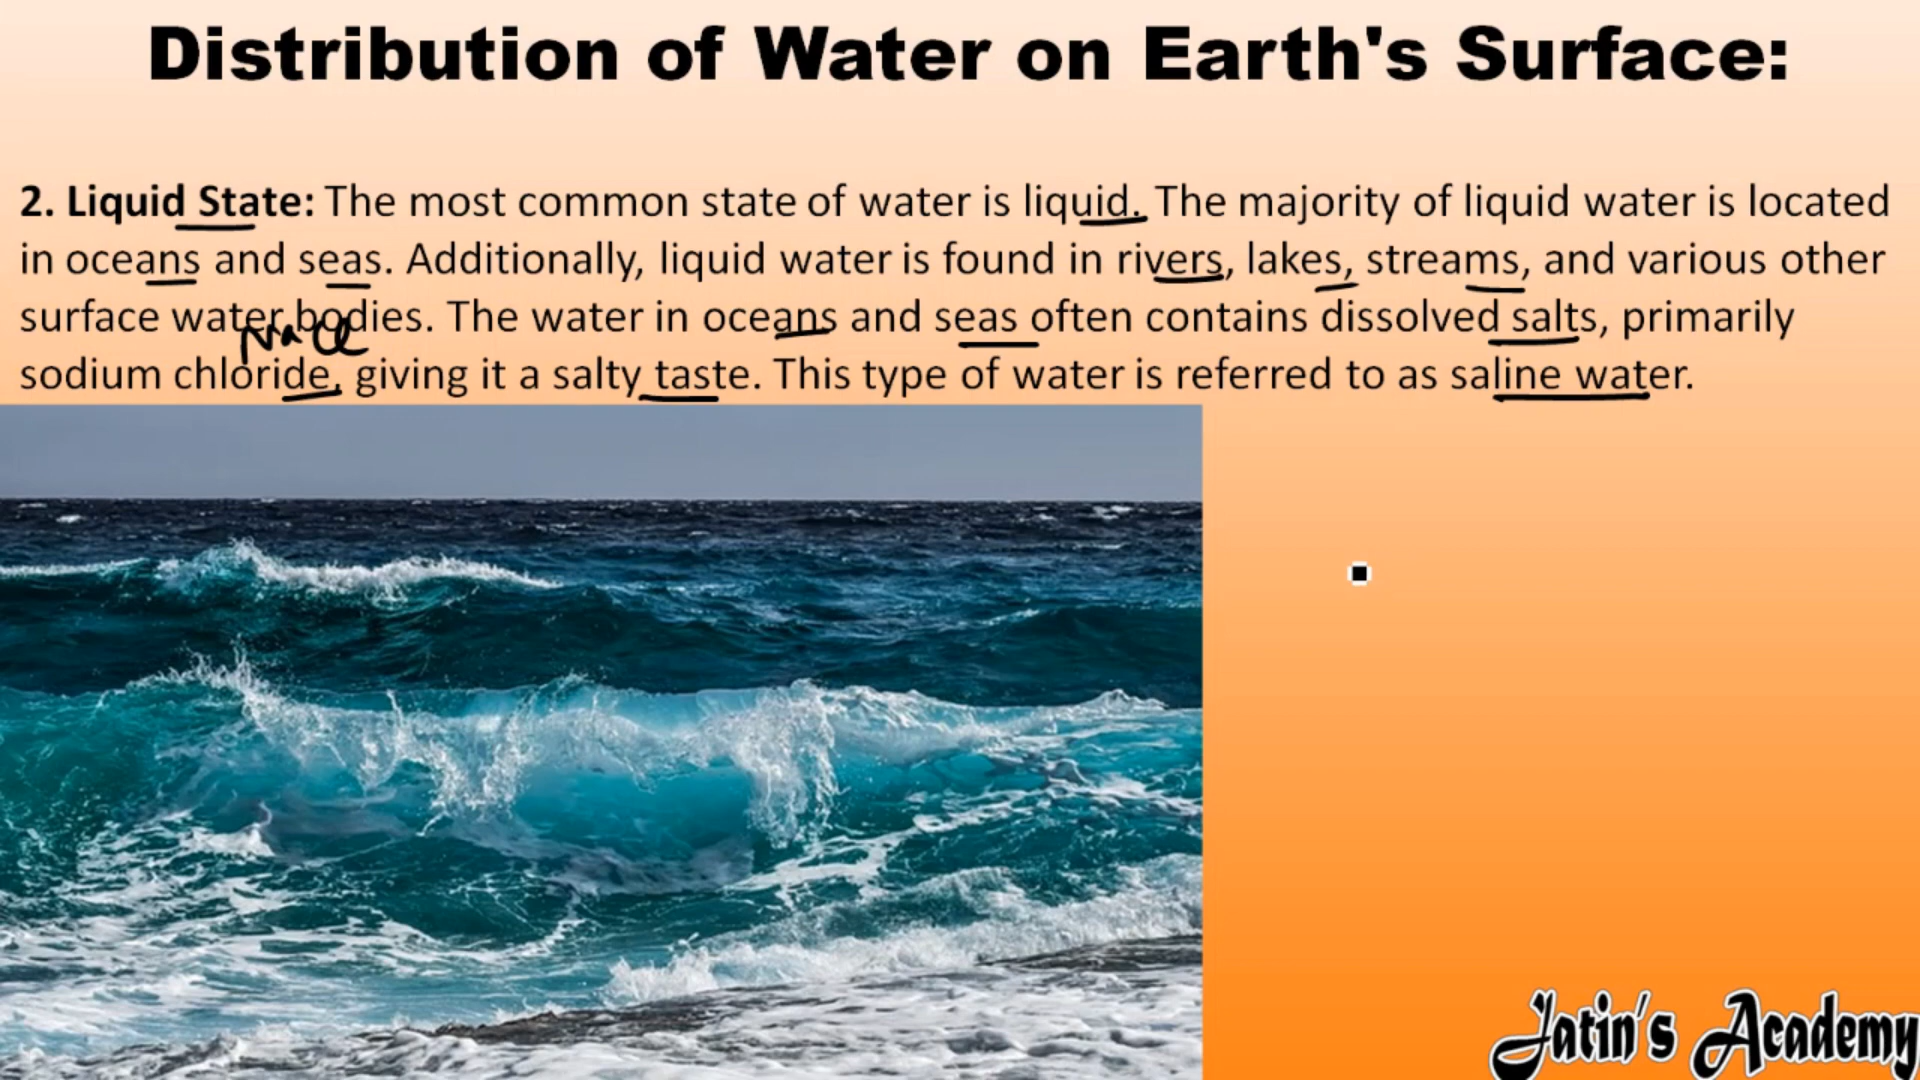 Distribution of Water on Earth's Surface:
2. Liquid State: The most common state of water is liquid. The majority of liquid water is located
in oceans and seas. Additionally, liquid water is found in rivers, lakes, streams, and various other
surface water bodies. The water in oceans and seas often contains dissolved salts, primarily
NaCl
sodium chloride, giving it a salty taste. This type of water is referred to as saline water.
Jatin's Academy